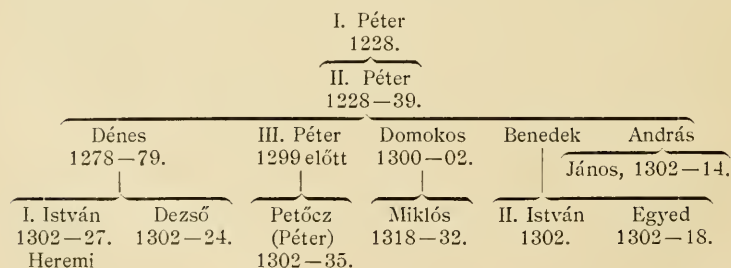 I. Péter
1228.
II. Péter
1228—39.
Dénes III. Péter Domokos Benedek András
1278—79. 1299 előtt 1300—02.
János, 1302—14.
I. István Dezső Petőcz Miklós II. István Egyed
1302—27. 1302—24. (Péter) 1318—32. 1302. 1302—18.
Heremi 1302—35.